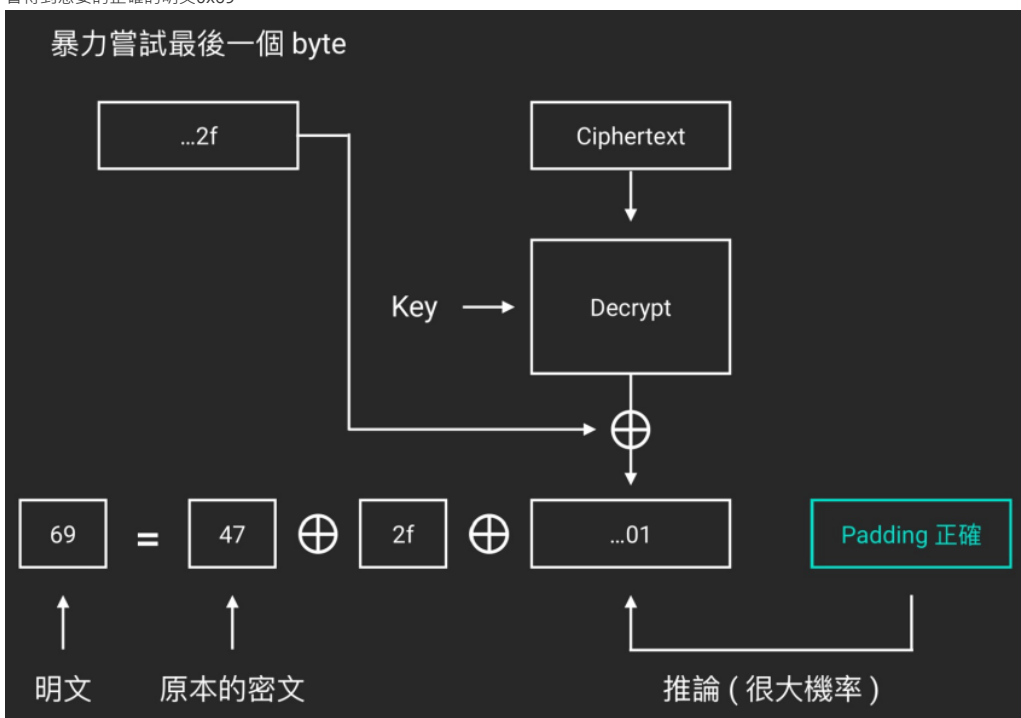 暴力嘗試最後一個 byte
...2f
Ciphertext
Key
Decrypt
69
=
47
⊕
2f
⊕
...01
Padding 正確
明文
原本的密文
推論 ( 很大機率 )